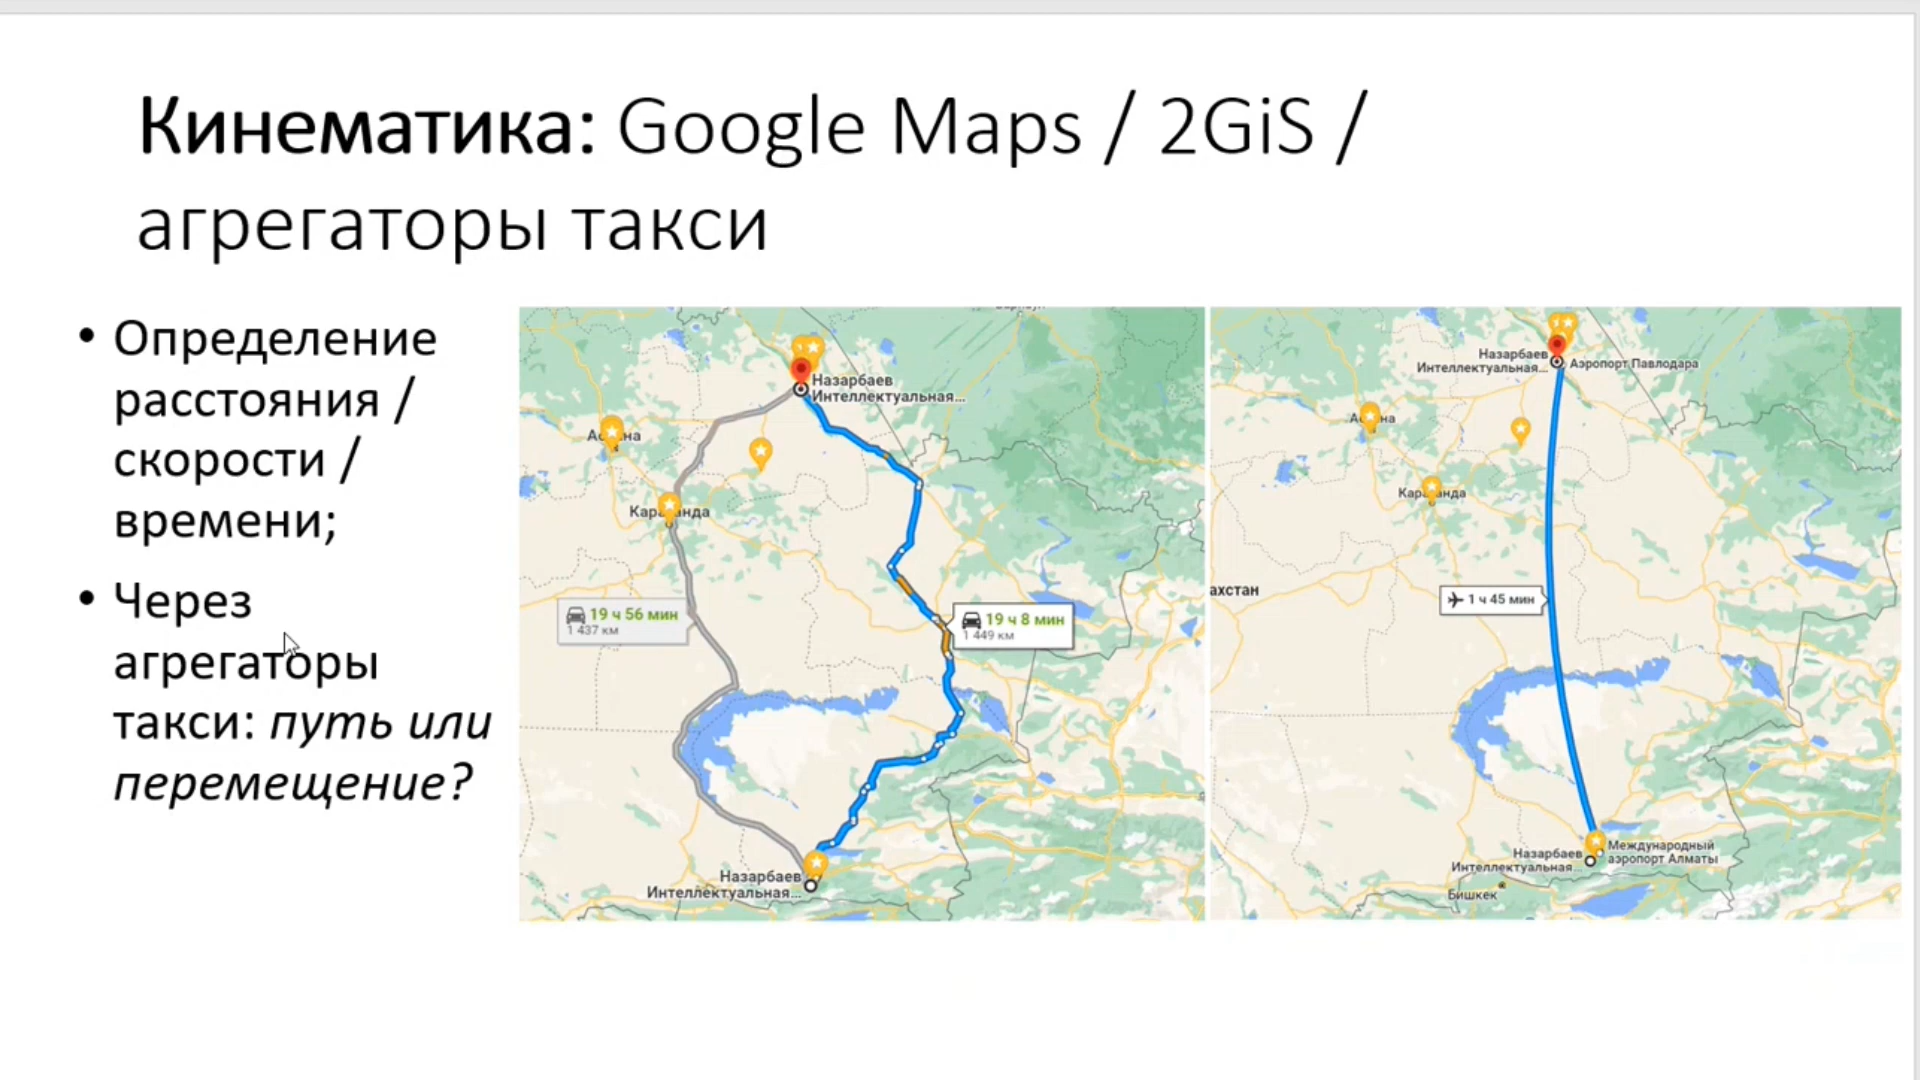 Кинематика: Google Maps / 2GiS /
агрегаторы такси
• Определение
расстояния /
скорости /
времени;
• Через
агрегаторы
такси: путь или
перемещение?
Назарбаев
Интеллектуальная...
19 ч 56 мин
1 437 км
19 ч 8 мин
1 449 км
Назарбаев
Интеллектуальная...
Назарбаев
Интеллектуальная...
Аэропорт Павлодара
ахстан
1 ч 45 мин
Назарбаев
Интеллектуальная...
Международный
аэропорт Алматы
Бишкек